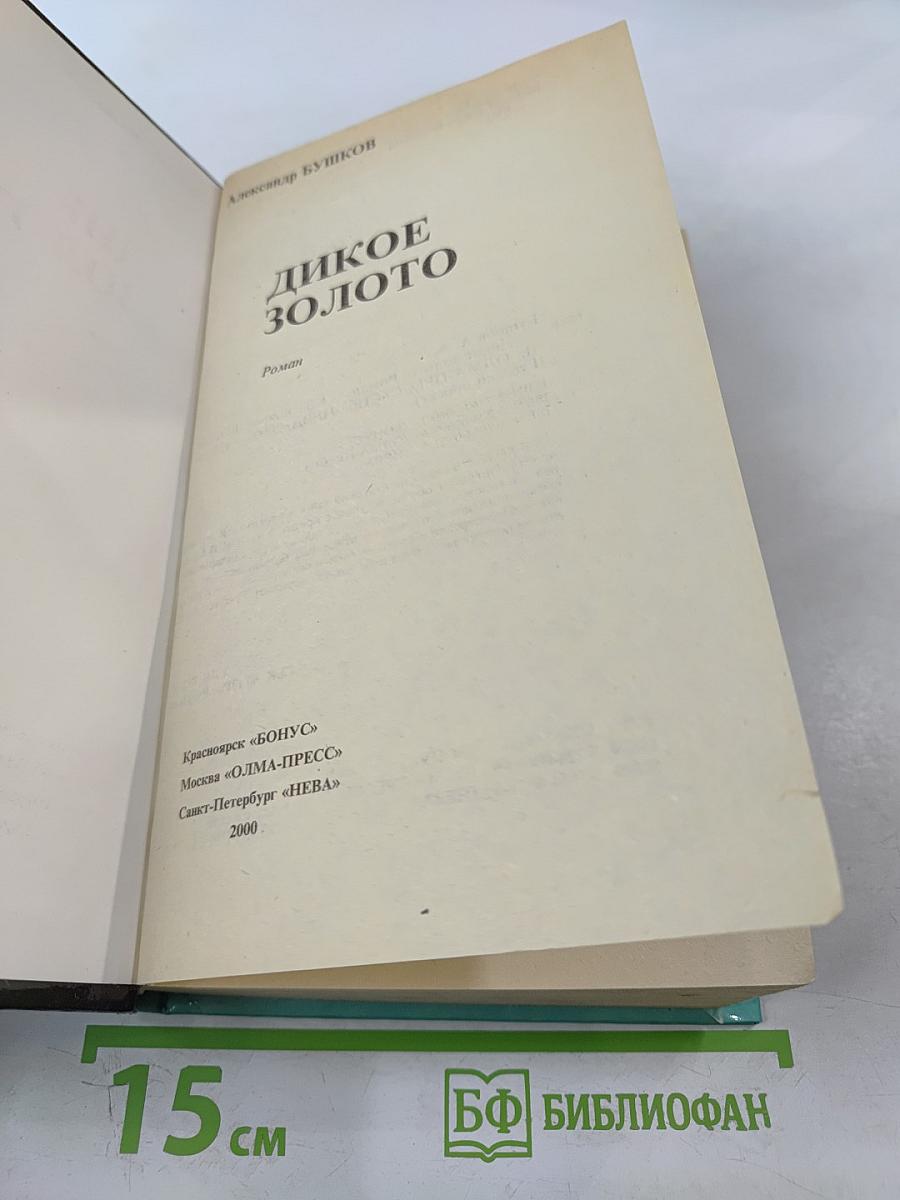 Александр БУШКОВ
ДИКОЕ
ЗОЛОТО
Роман
Красноярск «БОНУС»
Москва «ОЛМА-ПРЕСС»
Санкт-Петербург «НЕВА»
2000
15 см
БФ БИБЛИОФАН